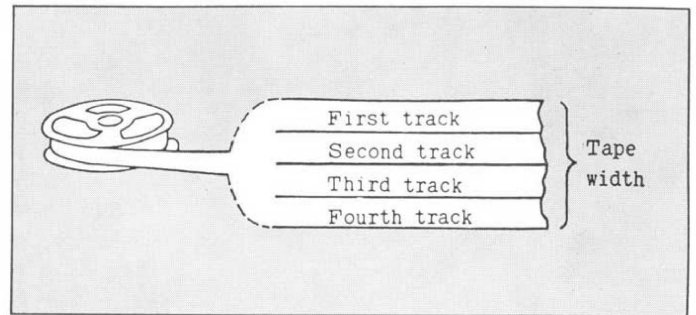 First track
Second track
Third track
Fourth track
Tape
width